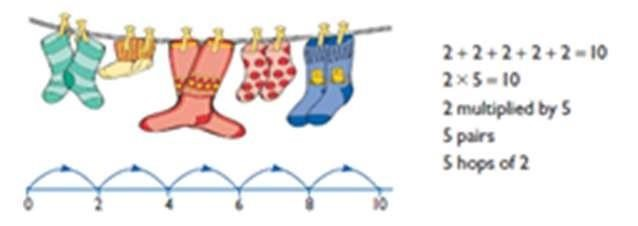 2 + 2 + 2 + 2 + 2 = 10
2 × 5 = 10
2 multiplied by 5
5 pairs
5 hops of 2
0 2 4 6 8 10